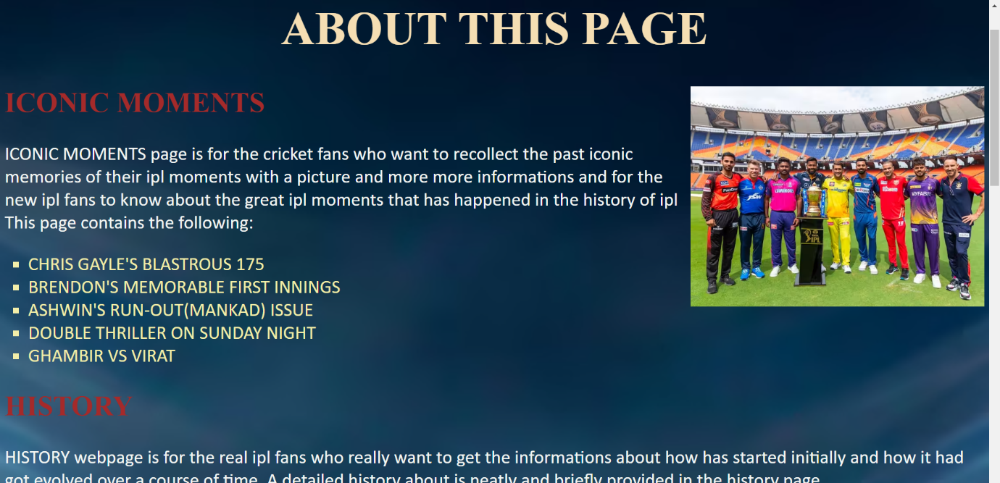 ABOUT THIS PAGE
ICONIC MOMENTS
ICONIC MOMENTS page is for the cricket fans who want to recollect the past iconic
memories of their ipl moments with a picture and more more informations and for the
new ipl fans to know about the great ipl moments that has happened in the history of ipl
This page contains the following:
CHRIS GAYLE'S BLASTROUS 175
BRENDON'S MEMORABLE FIRST INNINGS
ASHWIN'S RUN-OUT(MANKAD) ISSUE
DOUBLE THRILLER ON SUNDAY NIGHT
GHAMBIR VS VIRAT
LUMINOUS
JSW
MYFAB11
IPL
HISTORY
HISTORY webpage is for the real ipl fans who really want to get the informations about how has started initially and how it had
got evolved over a course of time. A detailed history about is neatly and briefly provided in the history page